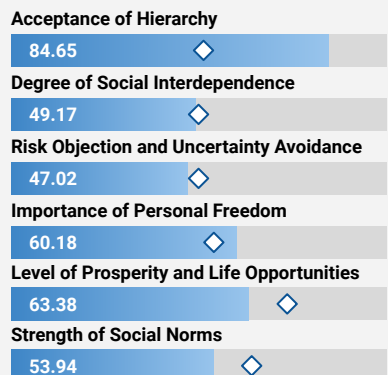 Acceptance of Hierarchy
84.65
Degree of Social Interdependence
49.17
Risk Objection and Uncertainty Avoidance
47.02
Importance of Personal Freedom
60.18
Level of Prosperity and Life Opportunities
63.38
Strength of Social Norms
53.94